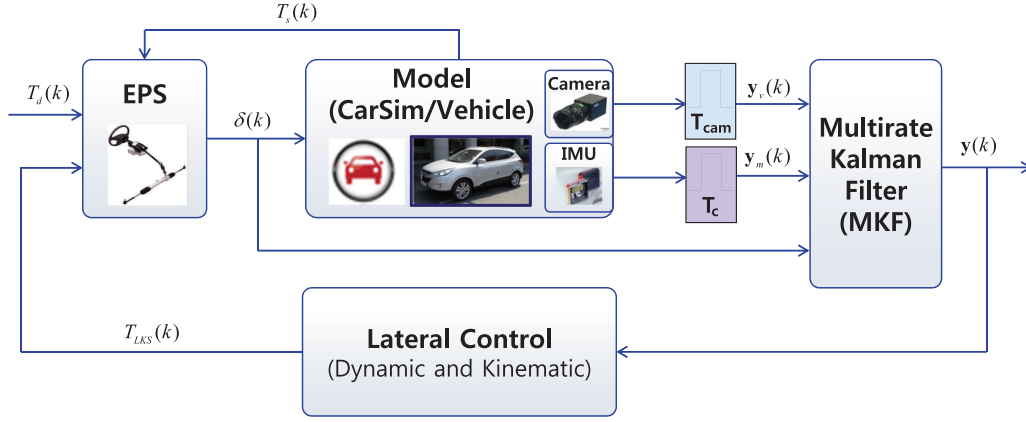 T_s(k)
T_d(k)
EPS
δ(k)
Model
(CarSim/Vehicle)
Camera
IMU
T_cam
T_c
y_v(k)
y_m(k)
Multirate
Kalman
Filter
(MKF)
y(k)
T_LKS(k)
Lateral Control
(Dynamic and Kinematic)